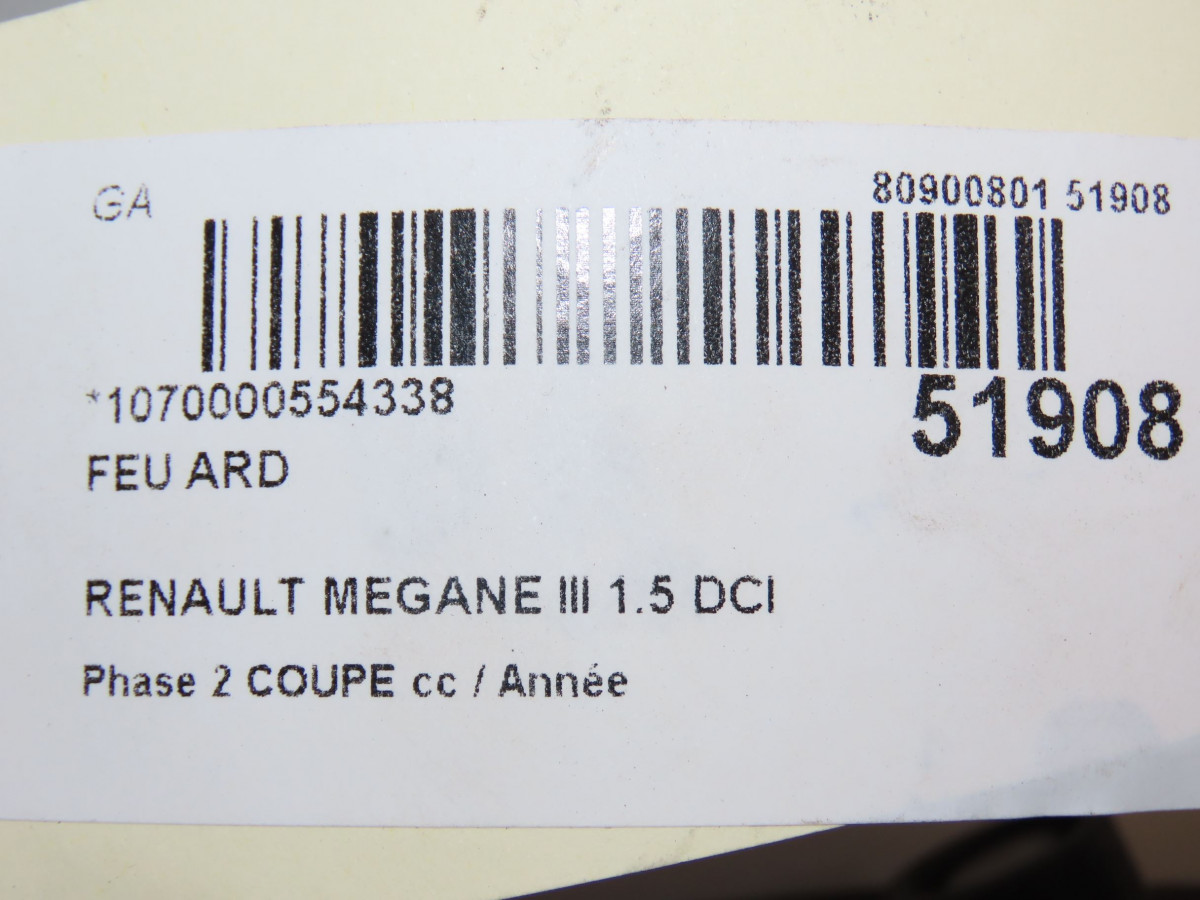 GA
80900801 51908
*1070000554338
51908
FEU ARD
RENAULT MEGANE III 1.5 DCI
Phase 2 COUPE cc / Année